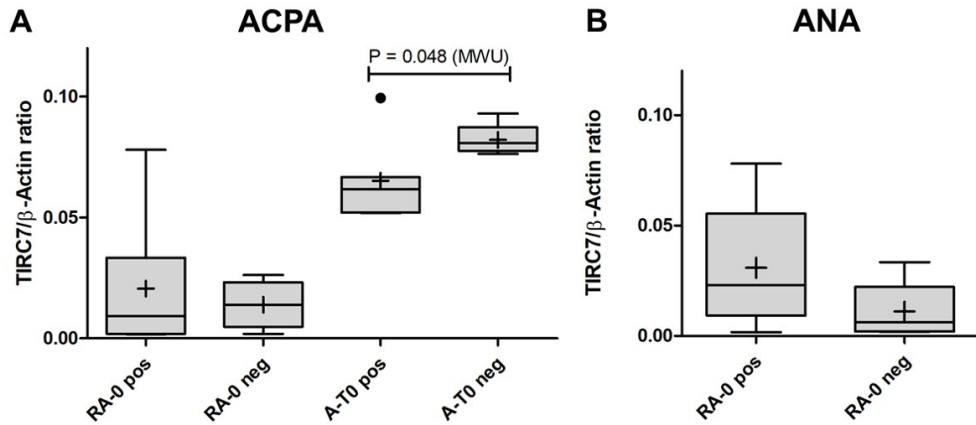 A
ACPA
P = 0.048 (MWU)
TIRC7/β-Actin ratio
0.10
0.05
0.00
RA-0 pos
RA-0 neg
A-T0 pos
A-T0 neg
B
ANA
TIRC7/β-Actin ratio
0.10
0.05
0.00
RA-0 pos
RA-0 neg